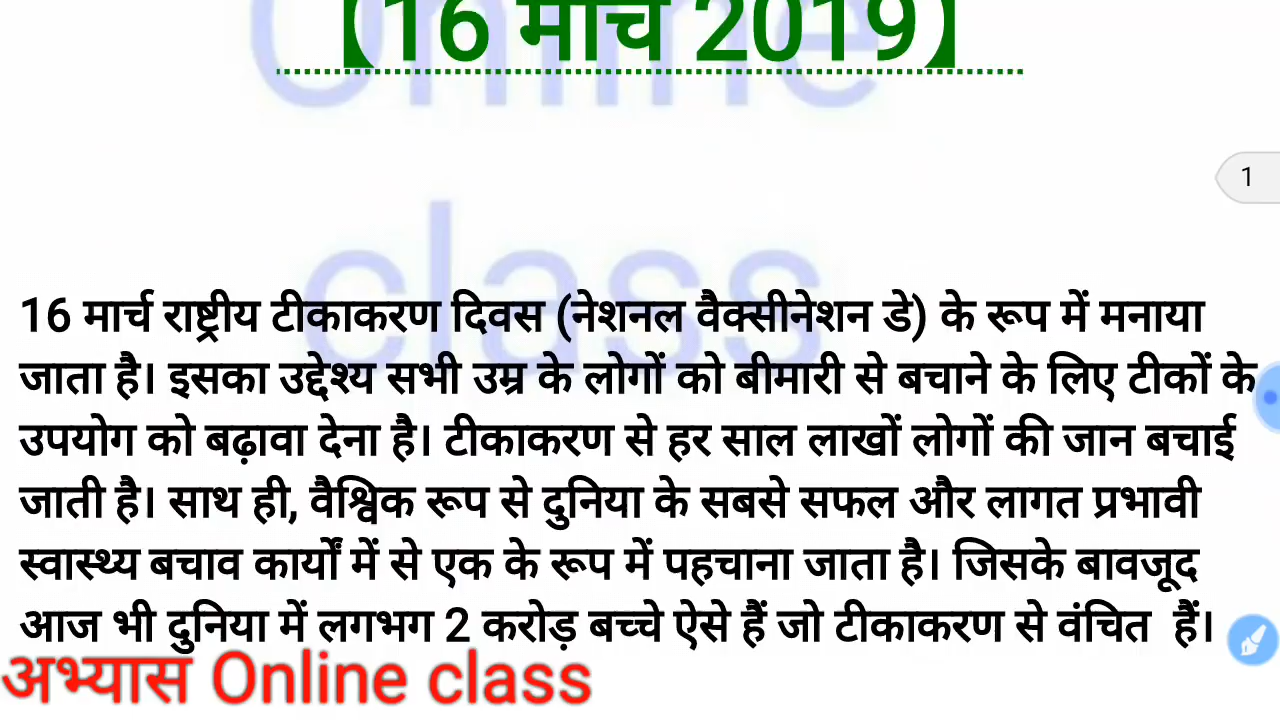 【16 मार्च 2019】
Online
class
1
16 मार्च राष्ट्रीय टीकाकरण दिवस (नेशनल वैक्सीनेशन डे) के रूप में मनाया
जाता है। इसका उद्देश्य सभी उम्र के लोगों को बीमारी से बचाने के लिए टीकों के
उपयोग को बढ़ावा देना है। टीकाकरण से हर साल लाखों लोगों की जान बचाई
जाती है। साथ ही, वैश्विक रूप से दुनिया के सबसे सफल और लागत प्रभावी
स्वास्थ्य बचाव कार्यों में से एक के रूप में पहचाना जाता है। जिसके बावजूद
आज भी दुनिया में लगभग 2 करोड़ बच्चे ऐसे हैं जो टीकाकरण से वंचित  हैं।
अभ्यास Online class